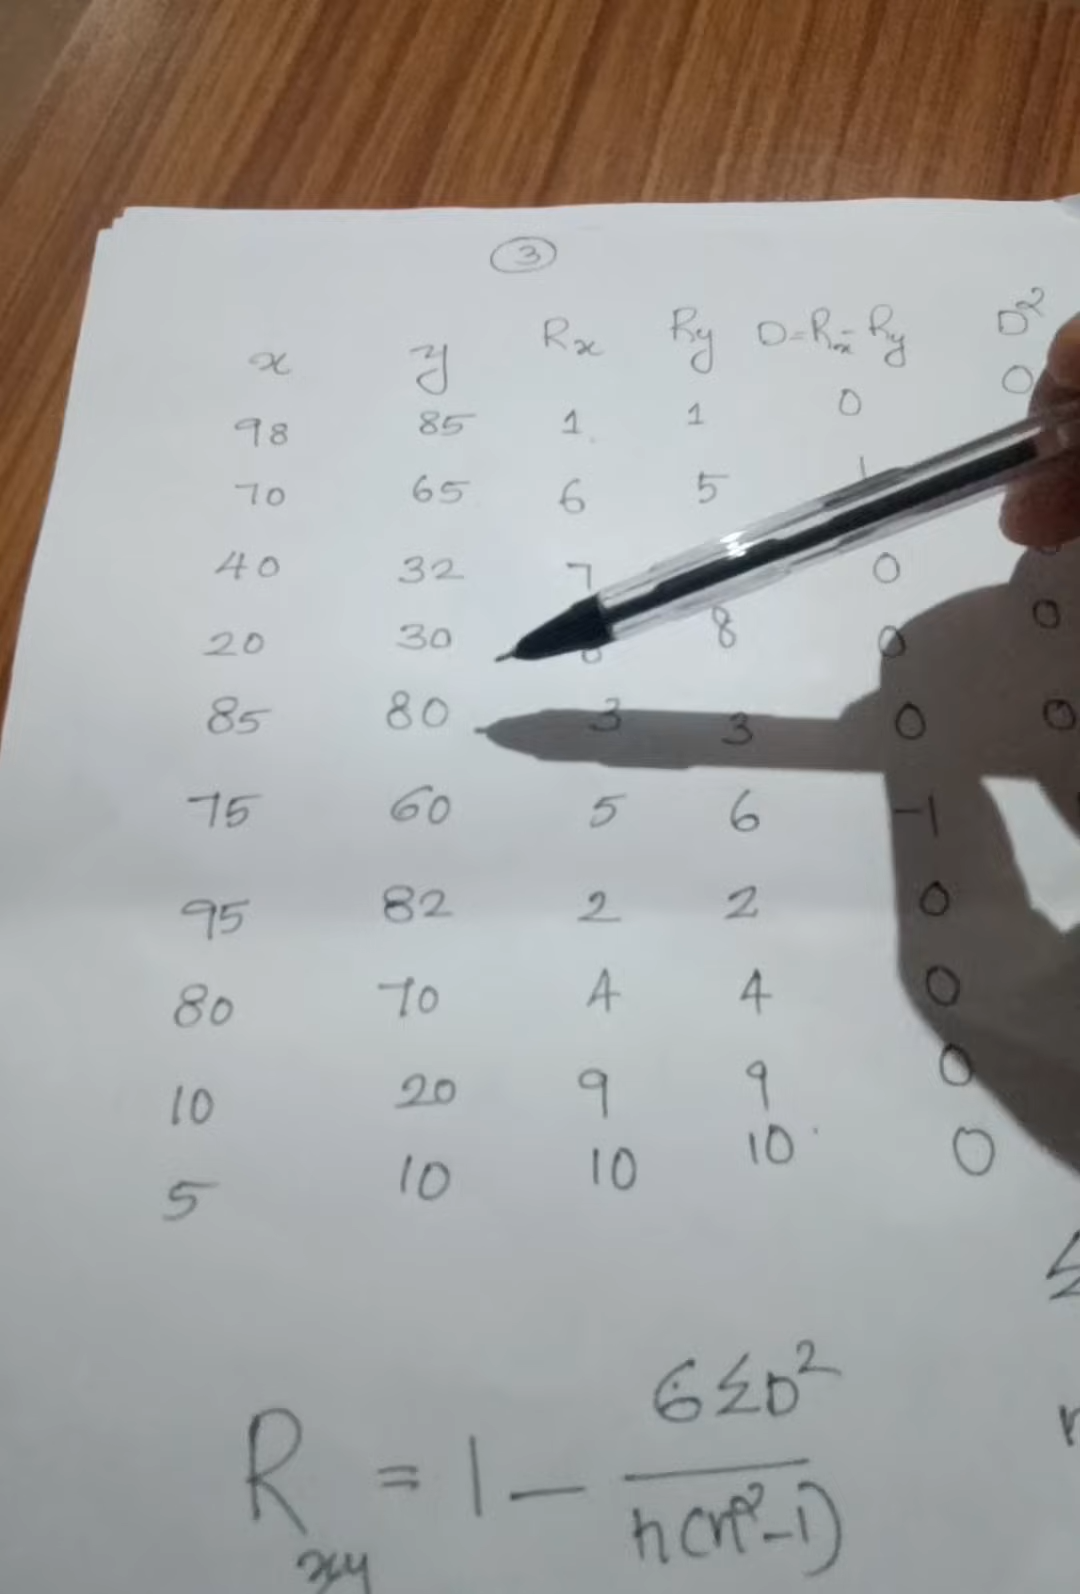 3
x y Rx Ry D=Rx-Ry D²
98 85 1 1 0 0
70 65 6 5 1
40 32 7 0
20 30 8 0 0
85 80 3 3 0 0
75 60 5 6 -1
95 82 2 2 0
80 70 4 4 0
10 20 9 9 0
5 10 10 10 0
Rxy = 1 - 6ΣD² / n(n²-1)